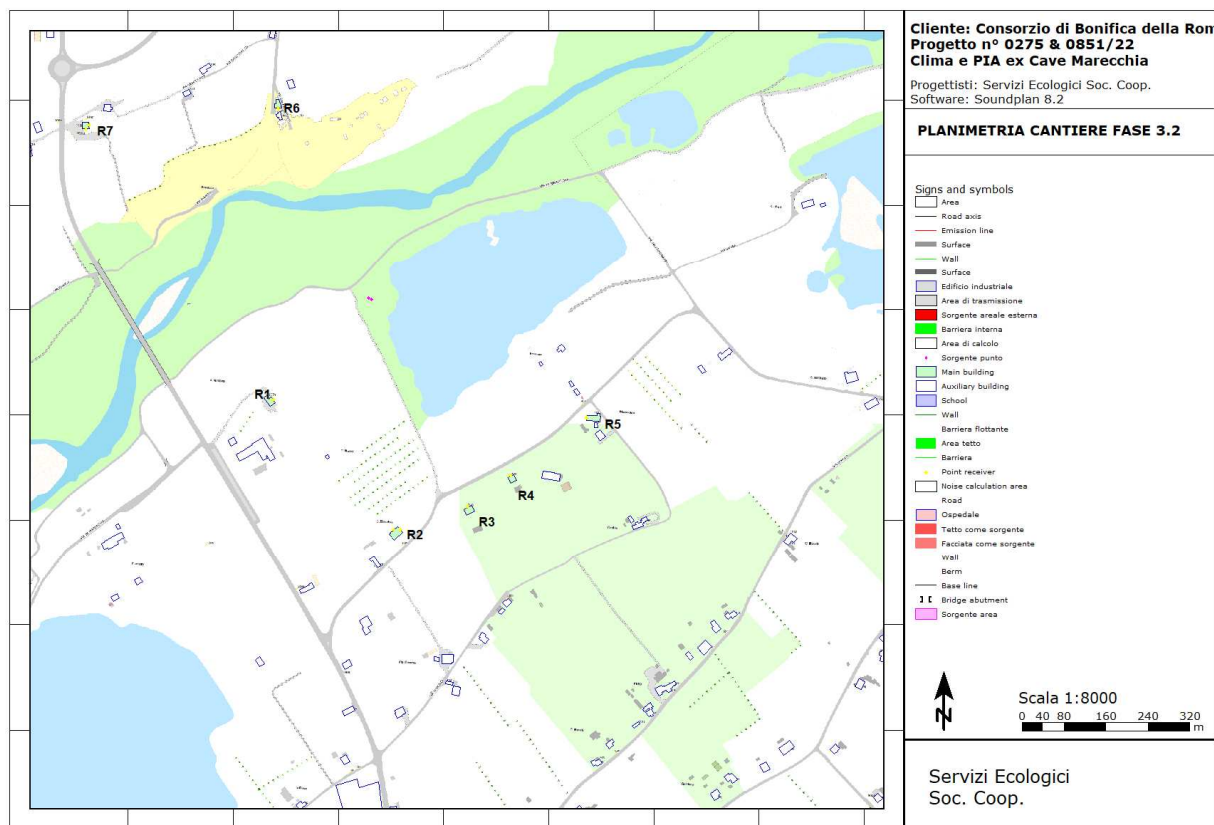 Cliente: Consorzio di Bonifica della Rom
Progetto n° 0275 & 0851/22
Clima e PIA ex Cave Marecchia
Progettisti: Servizi Ecologici Soc. Coop.
Software: Soundplan 8.2
PLANIMETRIA CANTIERE FASE 3.2
Signs and symbols
Area
Road axis
Emission line
Surface
Wall
Surface
Edificio industriale
Area di trasmissione
Sorgente areale esterna
Barriera interna
Area di calcolo
Sorgente punto
Main building
Auxiliary building
School
Wall
Barriera flottante
Area tetto
Barriera
Point receiver
Noise calculation area
Road
Ospedale
Tetto come sorgente
Facciata come sorgente
Wall
Berm
Base line
Bridge abutment
Sorgente area
N
Scala 1:8000
0 40 80 160 240 320
m
Servizi Ecologici
Soc. Coop.
R6
R7
R1
R5
R4
R3
R2